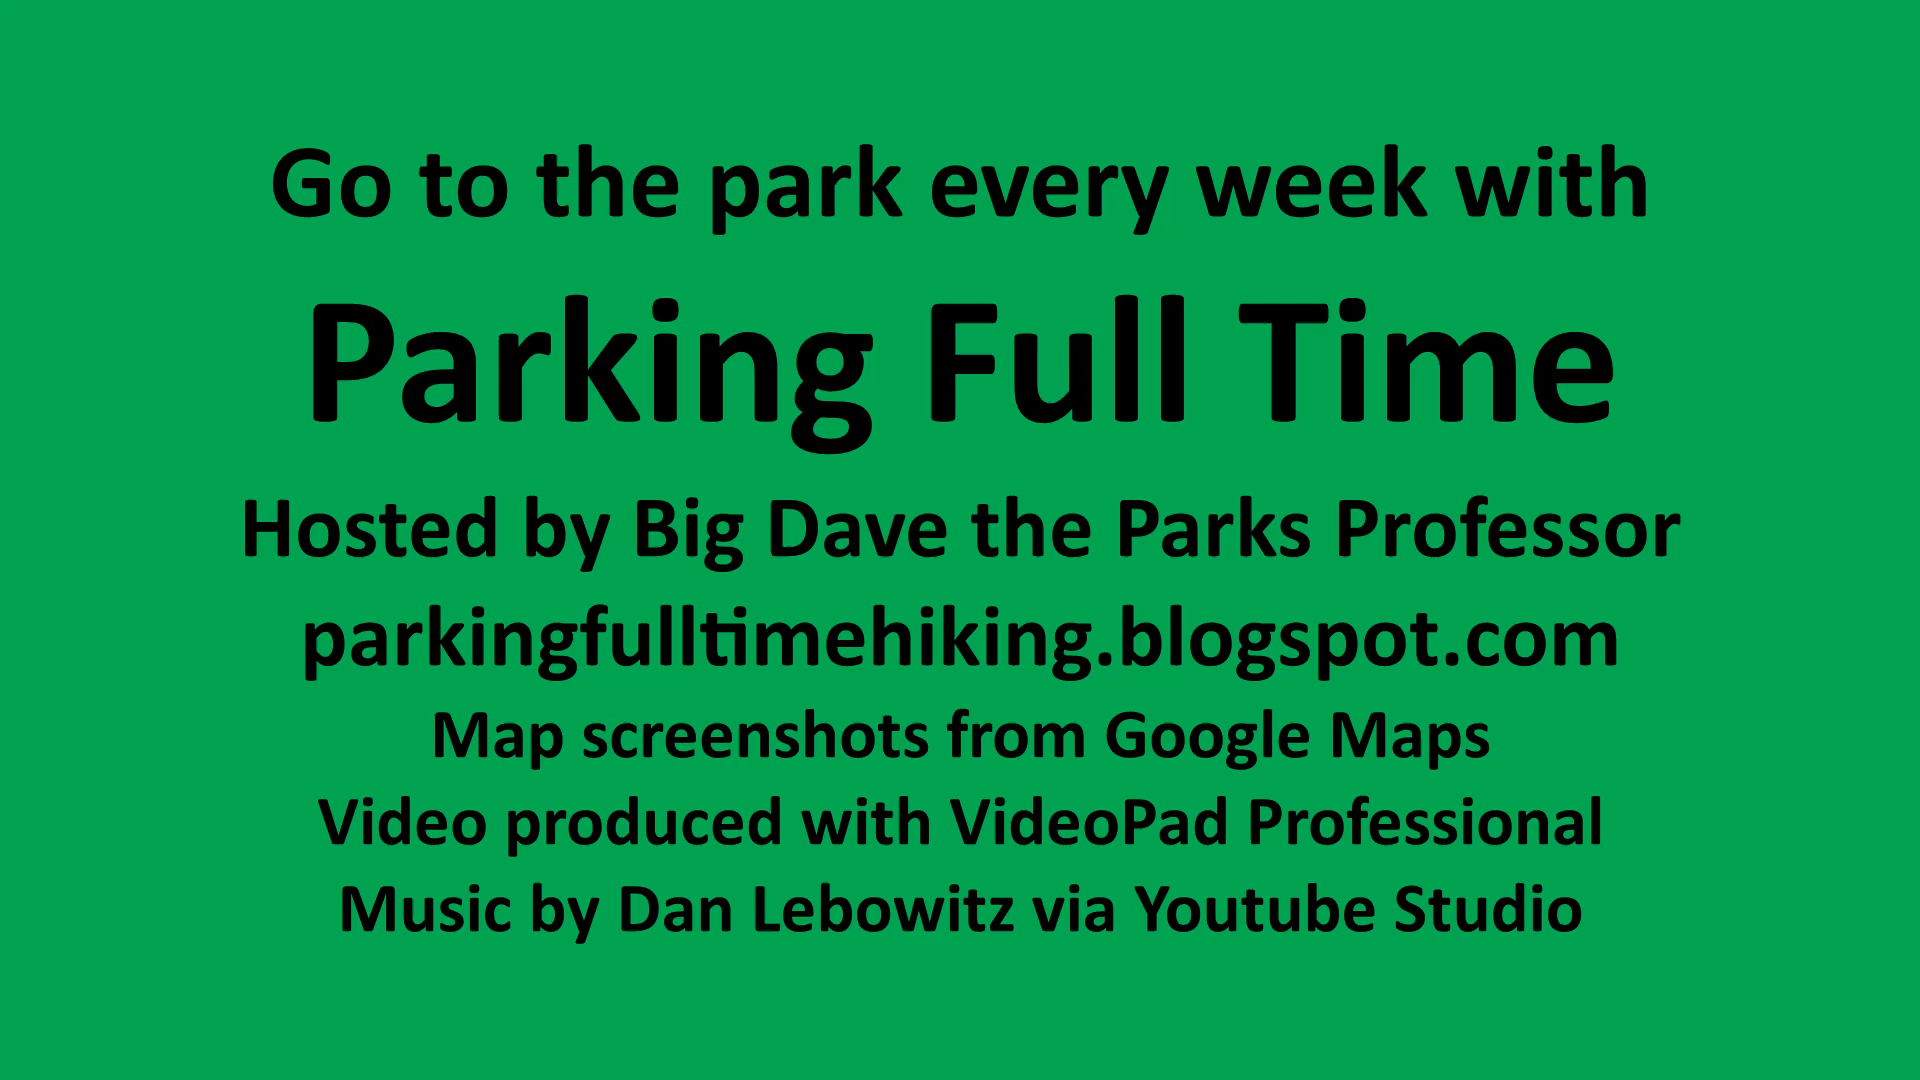 Go to the park every week with
Parking Full Time
Hosted by Big Dave the Parks Professor
parkingfulltimehiking.blogspot.com
Map screenshots from Google Maps
Video produced with VideoPad Professional
Music by Dan Lebowitz via Youtube Studio